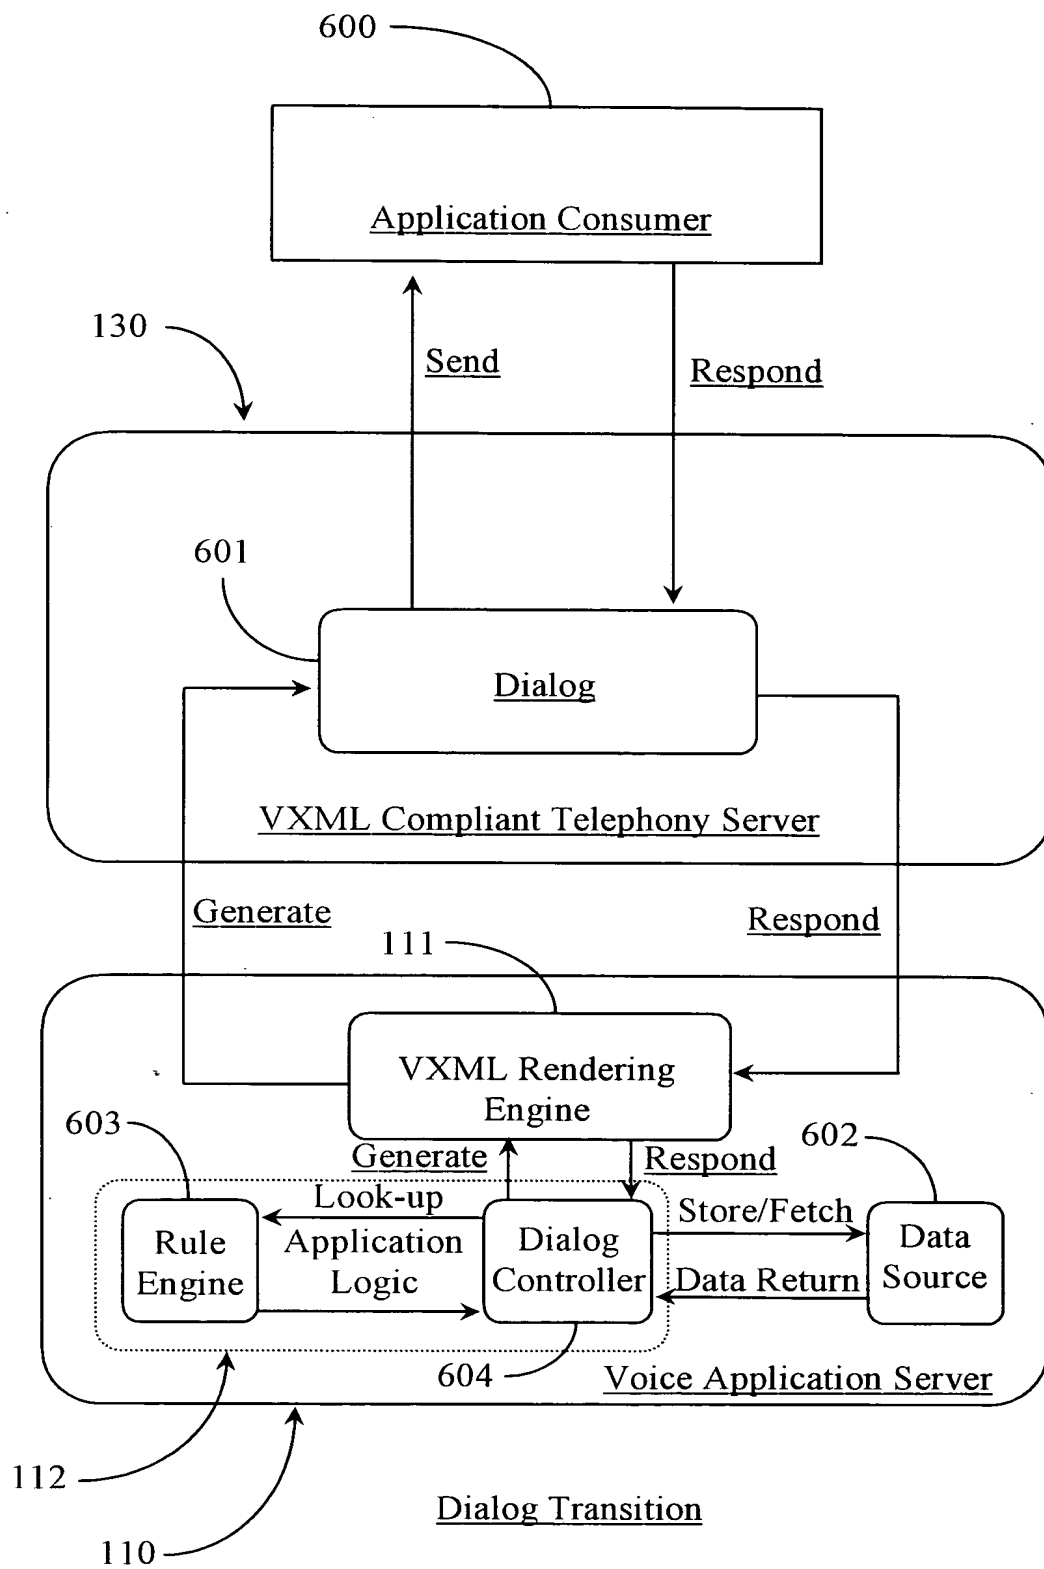 600
Application Consumer
130
Send
Respond
601
Dialog
VXML Compliant Telephony Server
Generate
Respond
111
VXML Rendering
Engine
603
602
Generate
Respond
Look-up
Store/Fetch
Rule
Engine
Application
Logic
Dialog
Controller
Data
Source
Data Return
604
Voice Application Server
112
Dialog Transition
110